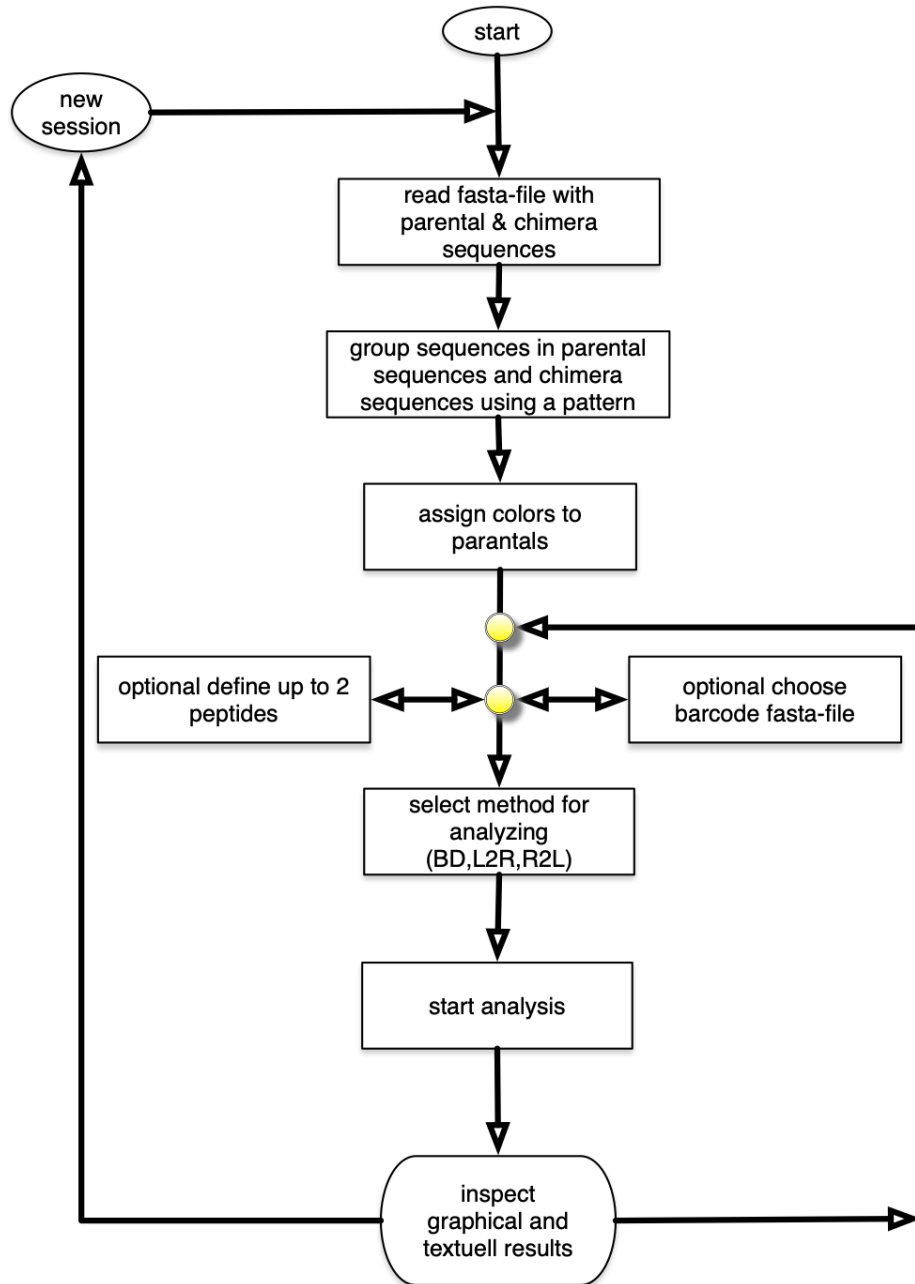 start
new
session
read fasta-file with
parental & chimera
sequences
group sequences in parental
sequences and chimera
sequences using a pattern
assign colors to
parantals
optional define up to 2
peptides
optional choose
barcode fasta-file
select method for
analyzing
(BD,L2R,R2L)
start analysis
inspect
graphical and
textuell results